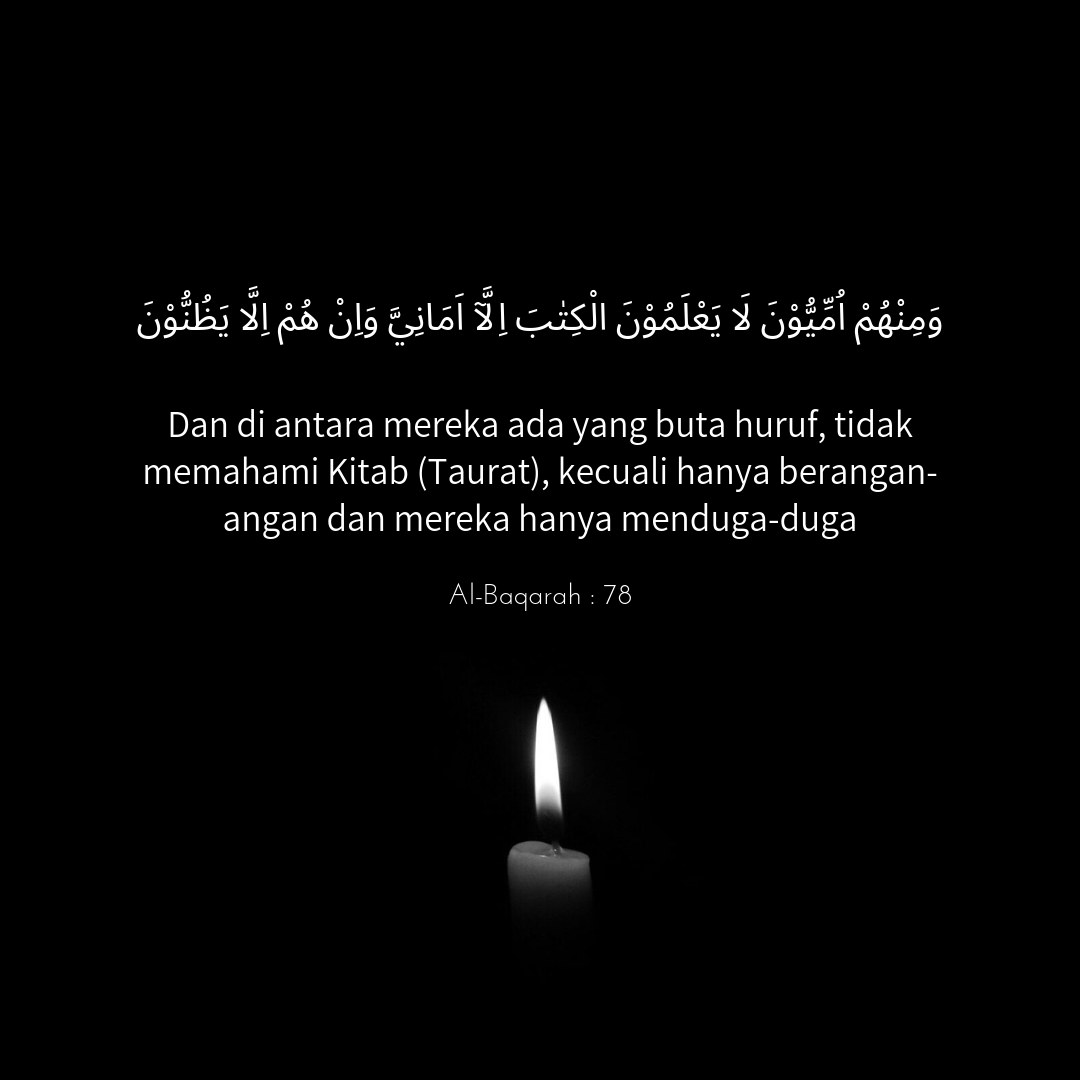 وَمِنْهُمْ اُمِّيُّوْنَ لَا يَعْلَمُوْنَ الْكِتٰبَ اِلَّآ اَمَانِيَّ وَاِنْ هُمْ اِلَّا يَظُنُّوْنَ
Dan di antara mereka ada yang buta huruf, tidak
memahami Kitab (Taurat), kecuali hanya berangan-
angan dan mereka hanya menduga-duga
Al-Baqarah : 78